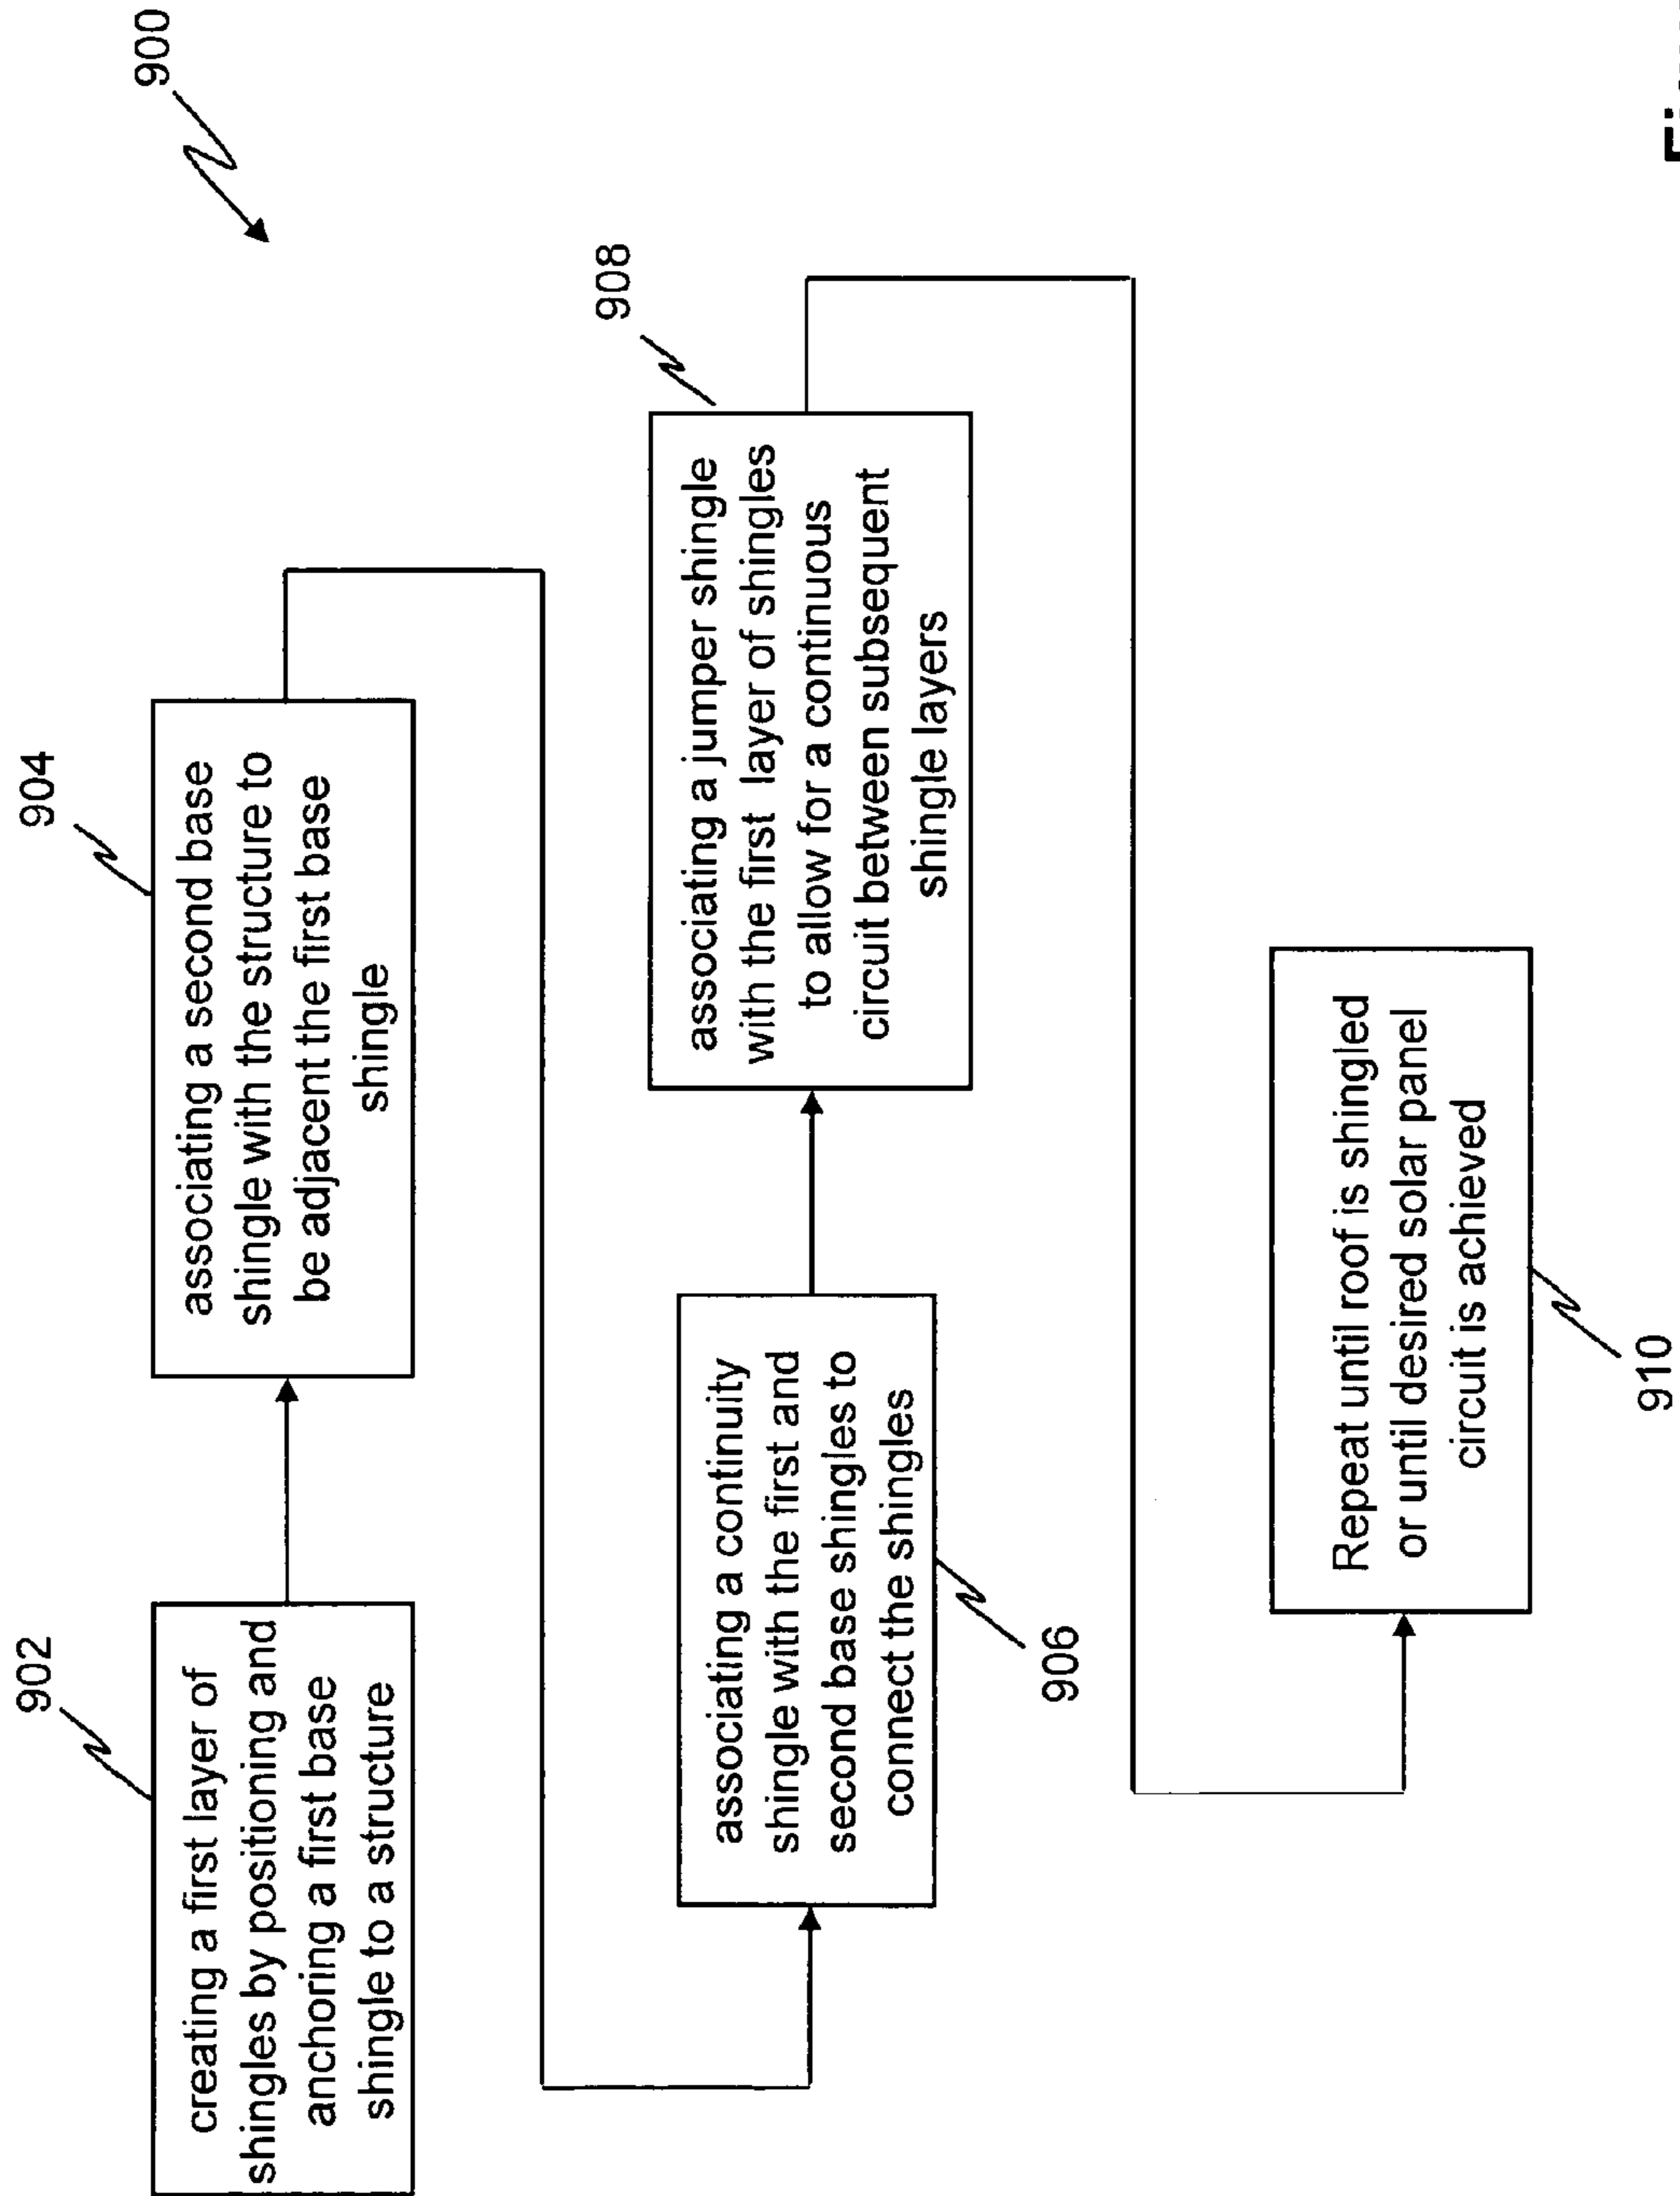 900
902
creating a first layer of
shingles by positioning and
anchoring a first base
shingle to a structure
904
associating a second base
shingle with the structure to
be adjacent the first base
shingle
906
associating a continuity
shingle with the first and
second base shingles to
connect the shingles
908
associating a jumper shingle
with the first layer of shingles
to allow for a continuous
circuit between subsequent
shingle layers
910
Repeat until roof is shingled
or until desired solar panel
circuit is achieved